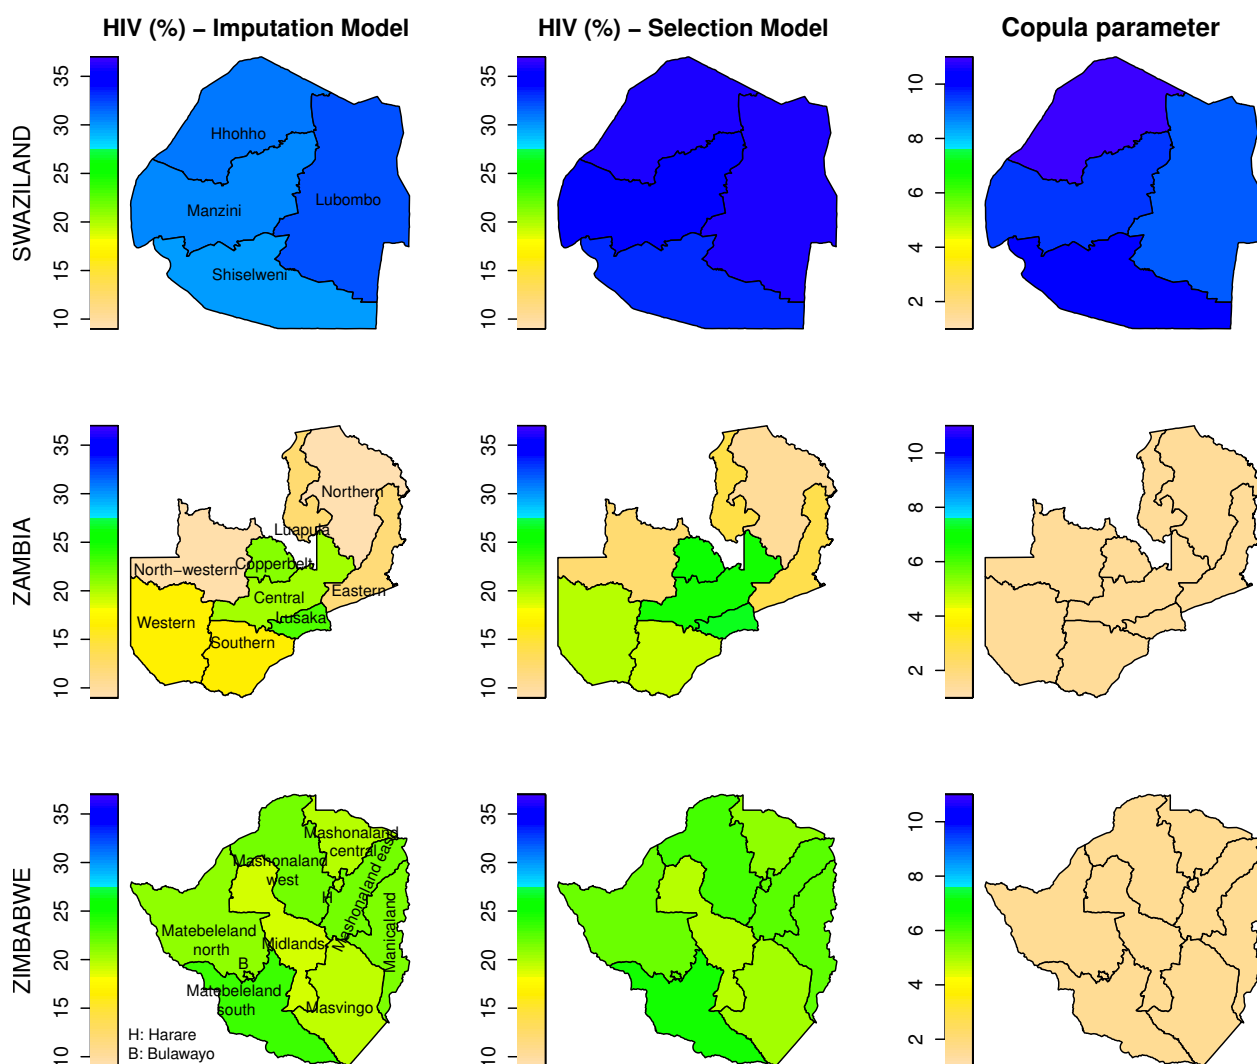 HIV (%) – Imputation Model
HIV (%) – Selection Model
Copula parameter
SWAZILAND
35
30
25
20
15
10
Hhohho
Manzini
Lubombo
Shiselweni
35
30
25
20
15
10
10
8
6
4
2
ZAMBIA
35
30
25
20
15
10
Northern
Luapula
North−western
Copperbelt
Eastern
Central
Lusaka
Western
Southern
35
30
25
20
15
10
10
8
6
4
2
ZIMBABWE
35
30
25
20
15
10
Mashonaland
central
Mashonaland
west
H
Mashonaland east
Manicaland
Matebeleland
north
Midlands
B
Matebeleland
south
Masvingo
H: Harare
B: Bulawayo
35
30
25
20
15
10
10
8
6
4
2